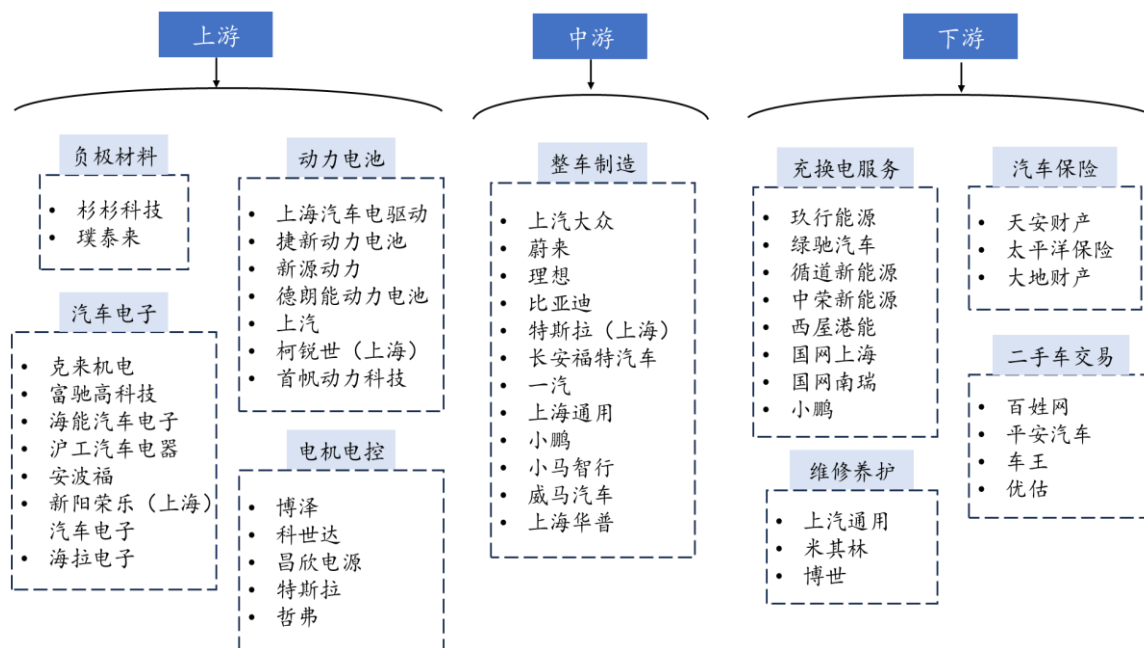 上游
负极材料
• 杉杉科技
• 璞泰来
汽车电子
• 克来机电
• 富驰高科技
• 海能汽车电子
• 沪工汽车电器
• 安波福
• 新阳荣乐（上海）
汽车电子
• 海拉电子
动力电池
• 上海汽车电驱动
• 捷新动力电池
• 新源动力
• 德朗能动力电池
• 上汽
• 柯锐世（上海）
• 首帆动力科技
电机电控
• 博泽
• 科世达
• 昌欣电源
• 特斯拉
• 哲弗
中游
整车制造
• 上汽大众
• 蔚来
• 理想
• 比亚迪
• 特斯拉（上海）
• 长安福特汽车
• 一汽
• 上海通用
• 小鹏
• 小马智行
• 威马汽车
• 上海华普
下游
充换电服务
• 玖行能源
• 绿驰汽车
• 循道新能源
• 中荣新能源
• 西屋港能
• 国网上海
• 国网南瑞
• 小鹏
维修养护
• 上汽通用
• 米其林
• 博世
汽车保险
• 天安财产
• 太平洋保险
• 大地财产
二手车交易
• 百姓网
• 平安汽车
• 车王
• 优估